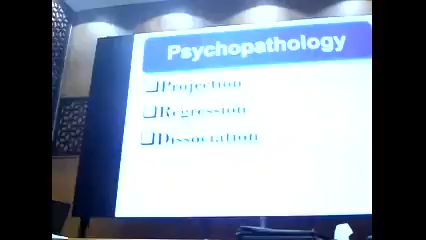 Psychopathology
❑Projection
❑Regression
❑Dissociation